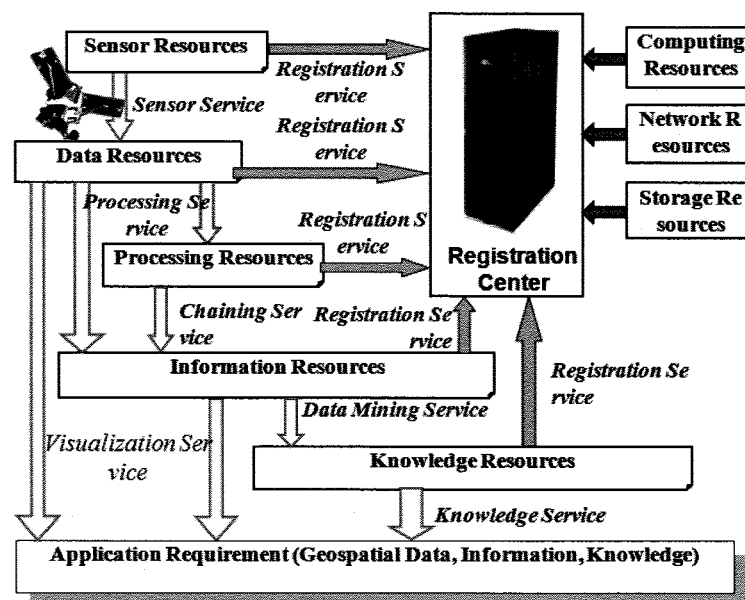 Sensor Resources
Registration S
ervice
Sensor Service
Computing
Resources
Registration S
ervice
Network R
esources
Data Resources
Processing Se
rvice
Registration S
ervice
Storage Re
sources
Processing Resources
Registration
Center
Chaining Ser
vice
Registration Se
rvice
Information Resources
Registration Se
rvice
Data Mining Service
Visualization Ser
vice
Knowledge Resources
Knowledge Service
Application Requirement (Geospatial Data, Information, Knowledge)